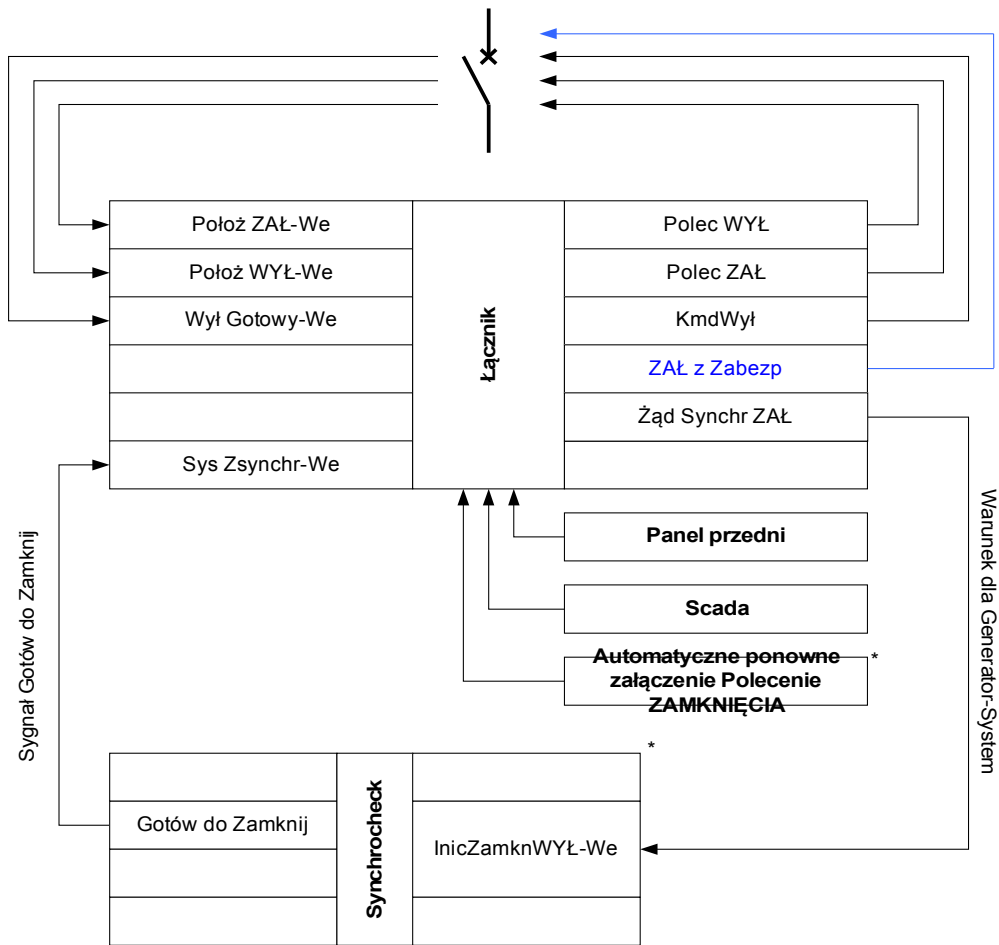 Położ ZAŁ-We
Położ WYŁ-We
Wył Gotowy-We
Sys Zsynchr-We
Łącznik
Polec WYŁ
Polec ZAŁ
KmdWył
ZAŁ z Zabezp
Żąd Synchr ZAŁ
Panel przedni
Scada
Automatyczne ponowne
załączenie Polecenie
ZAMKNIĘCIA
*
Sygnał Gotów do Zamknij
Warunek dla Generator-System
*
Gotów do Zamknij
Synchrocheck
InicZamknWYŁ-We